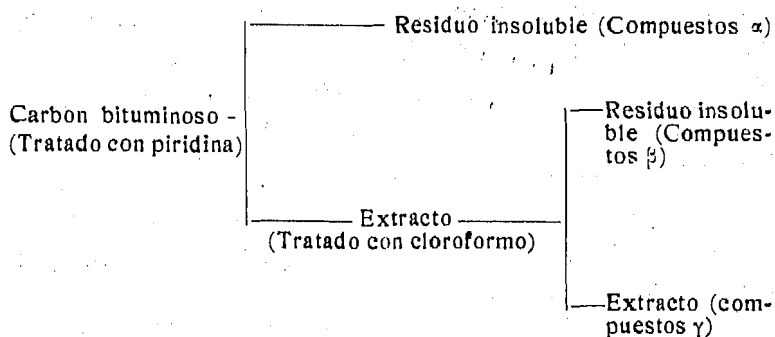 Residuo insoluble (Compuestos α)
Carbon bituminoso -
(Tratado con piridina)
Residuo insolu-
ble (Compues-
tos β)
Extracto
(Tratado con cloroformo)
Extracto (com-
puestos γ)